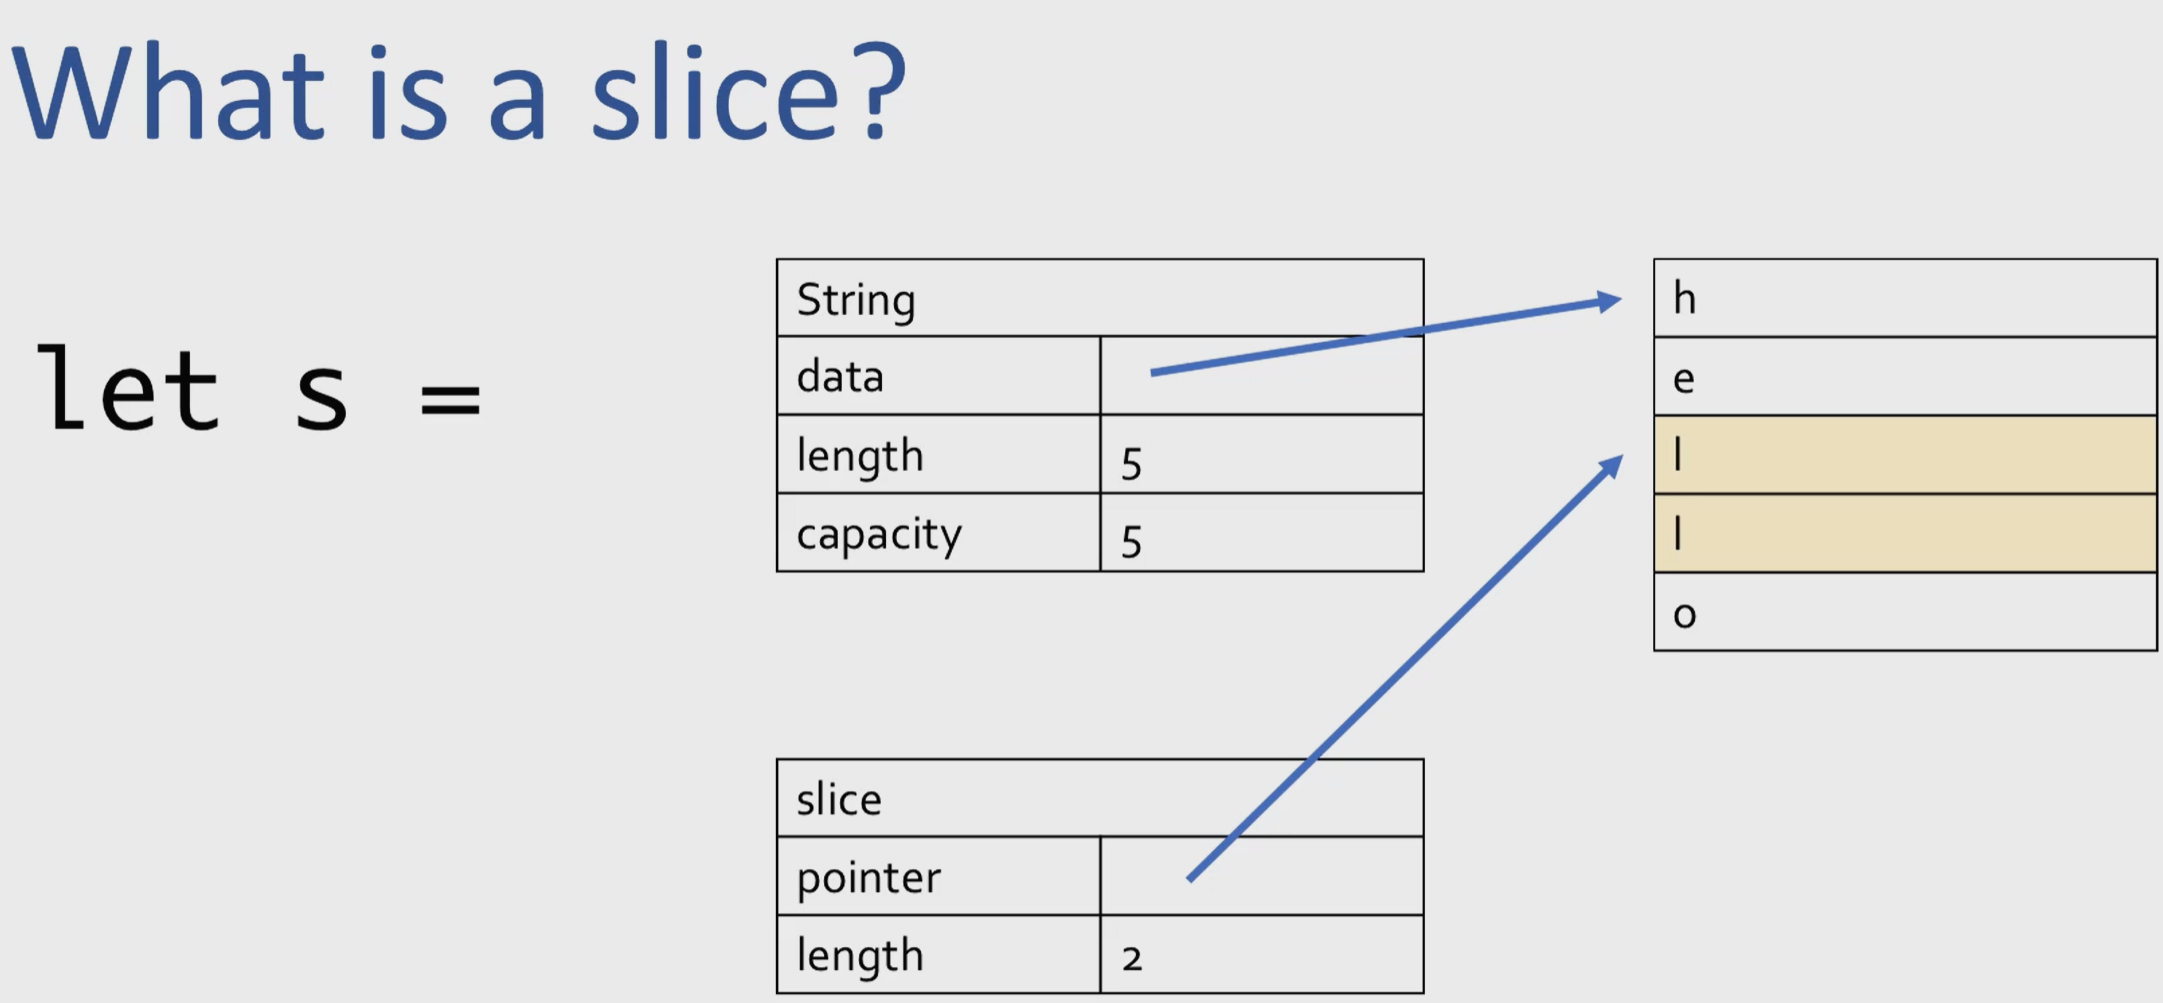 What is a slice?
let s =
String
data
length 5
capacity 5
h
e
l
l
o
slice
pointer
length 2